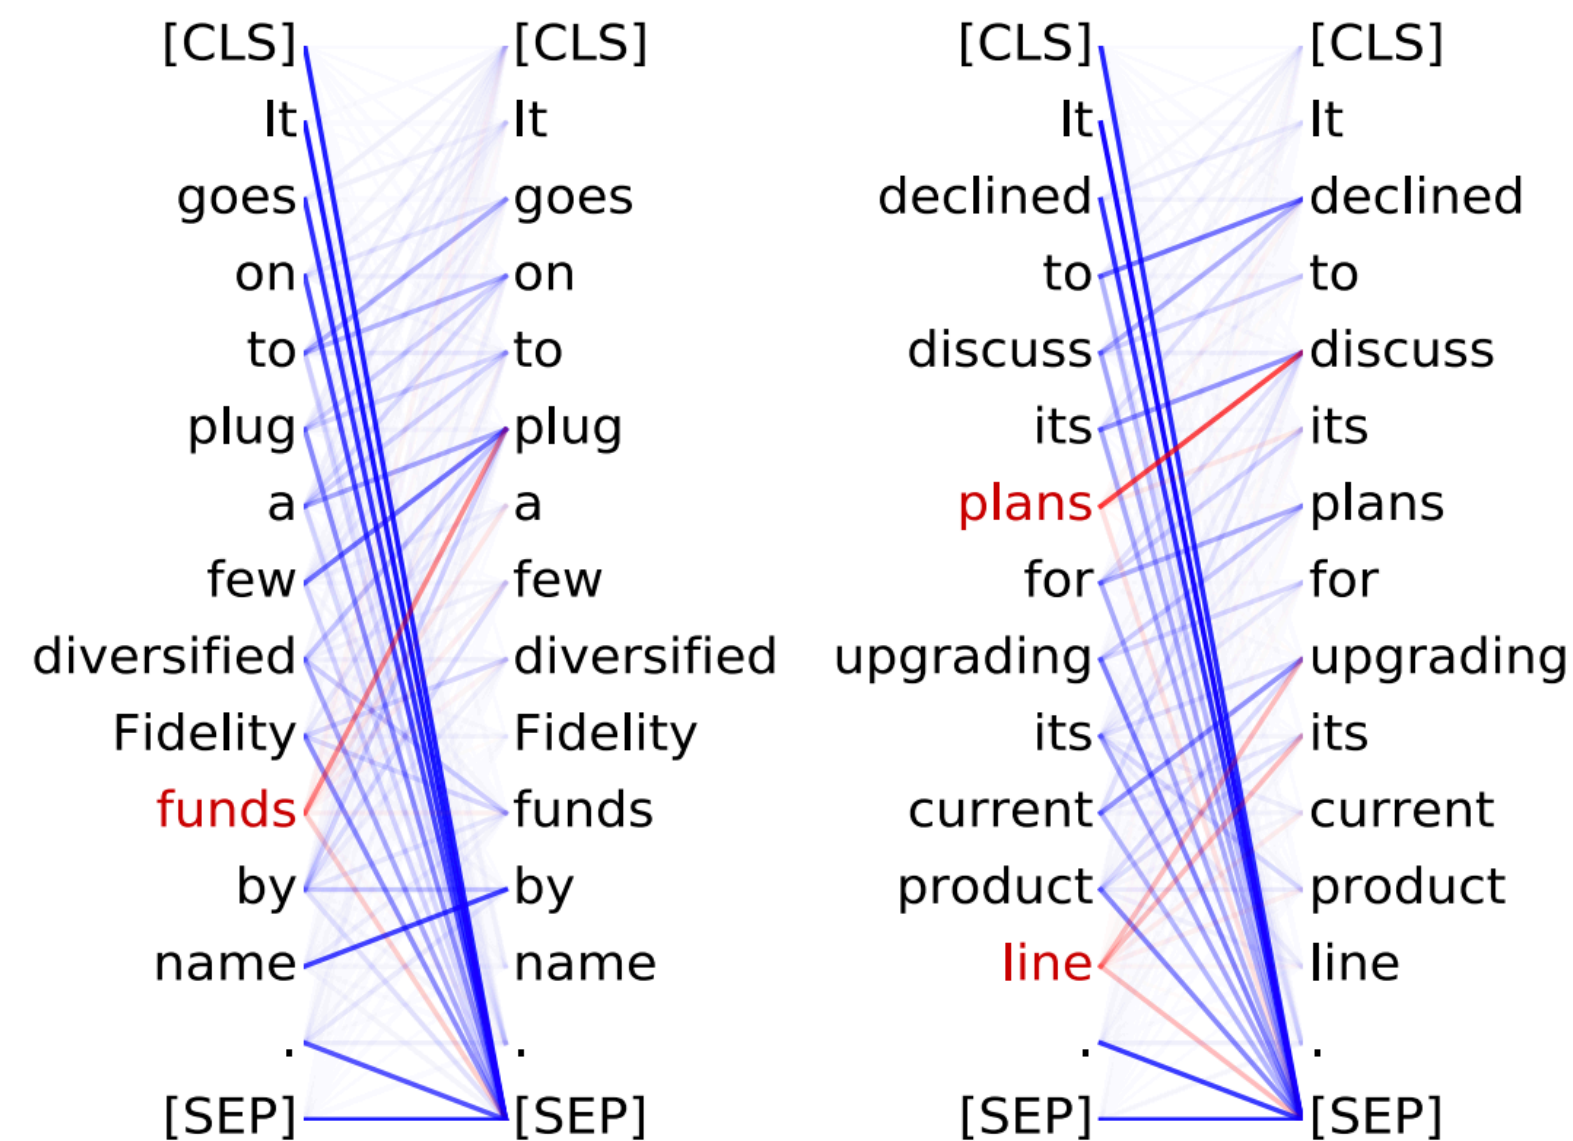 [CLS] [CLS] [CLS] [CLS]
It It It It
goes goes declined declined
on on to to
to to discuss discuss
plug plug its its
a a plans plans
few few for for
diversified diversified upgrading upgrading
Fidelity Fidelity its its
funds funds current current
by by product product
name name line line
. . . .
[SEP] [SEP] [SEP] [SEP]